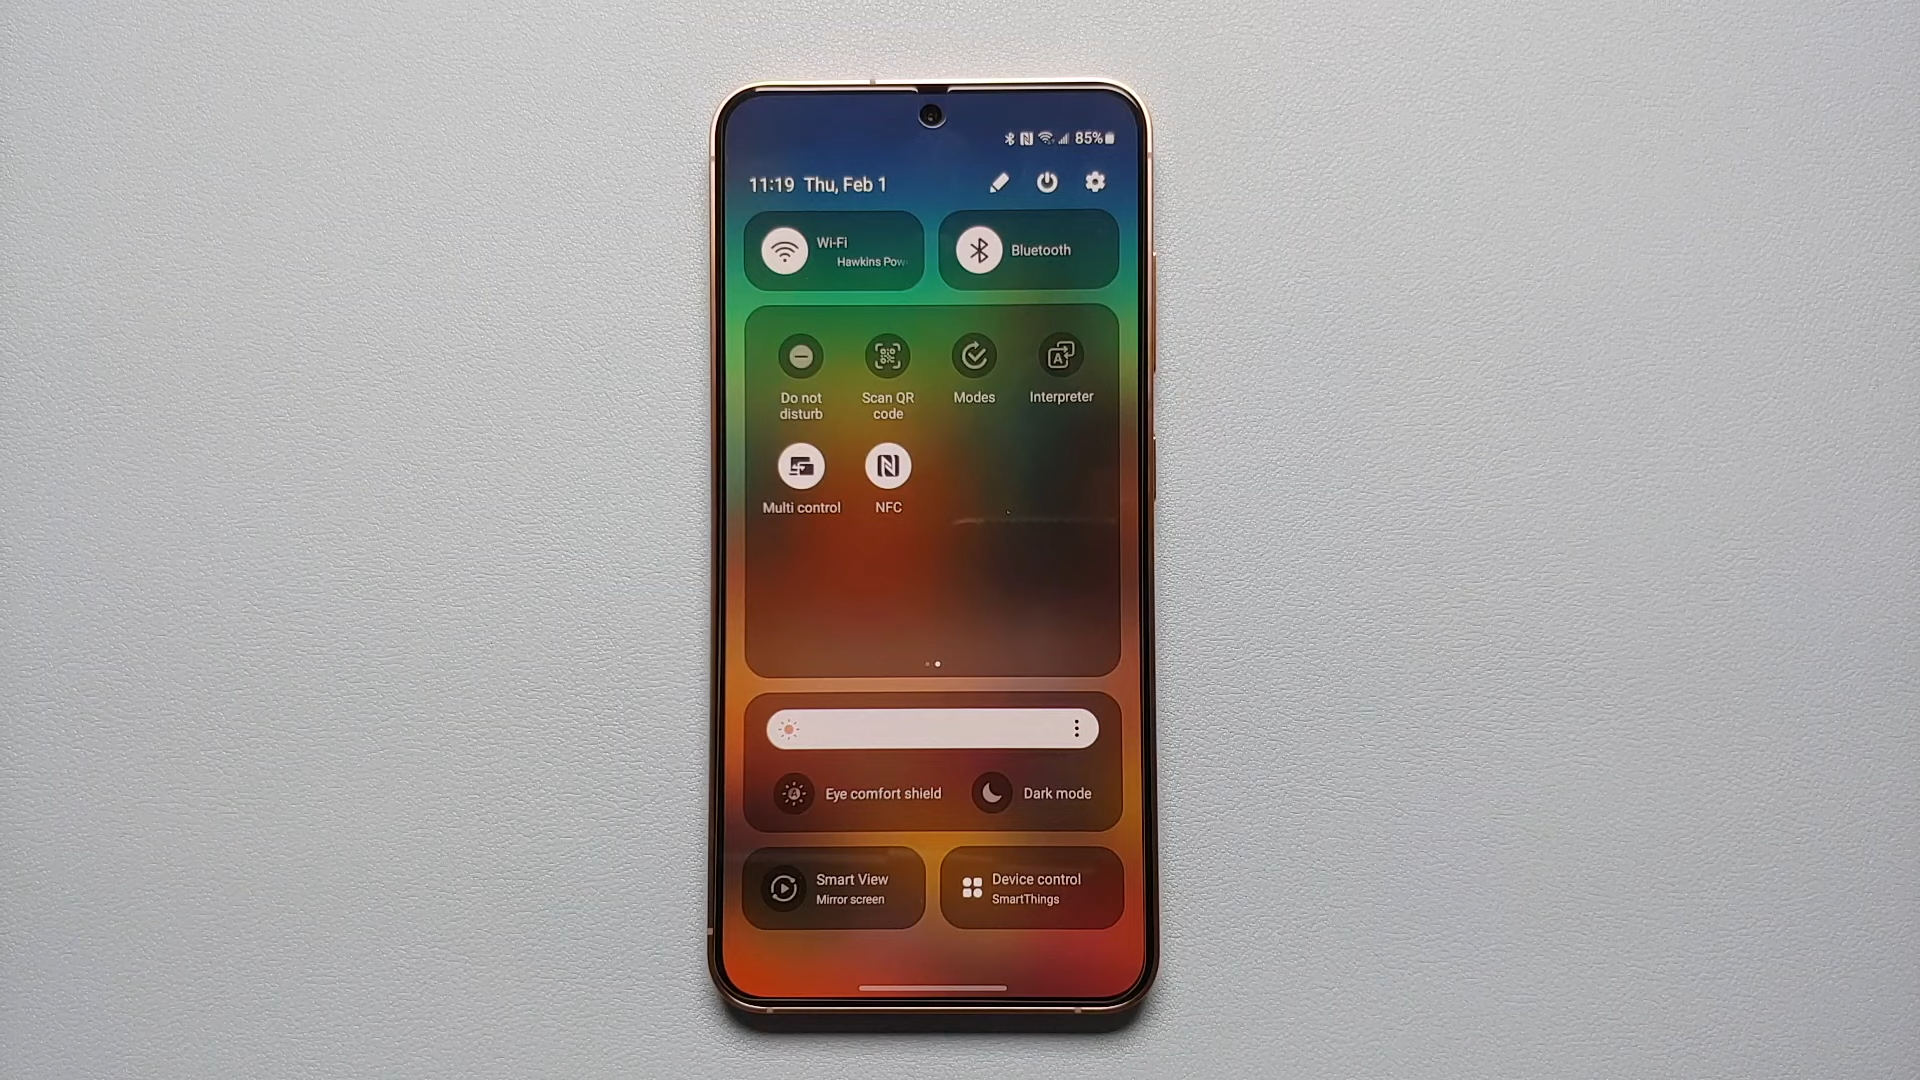 85%
11:19 Thu, Feb 1
Wi-Fi
Hawkins Pow
Bluetooth
Do not
disturb
Scan QR
code
Modes
Interpreter
Multi control
NFC
Eye comfort shield
Dark mode
Smart View
Mirror screen
Device control
SmartThings